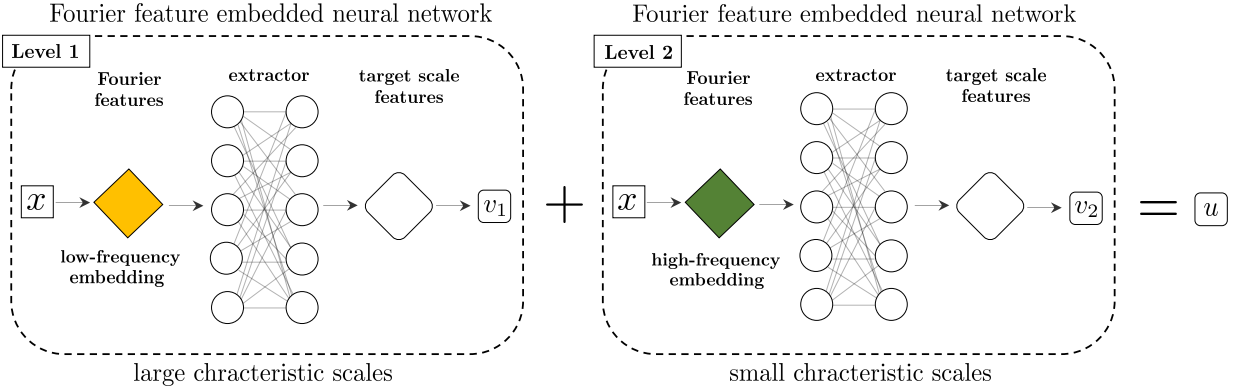 Fourier feature embedded neural network
Level 1
Fourier
features
extractor
target scale
features
x
low-frequency
embedding
v1
large chracteristic scales
+
Fourier feature embedded neural network
Level 2
Fourier
features
extractor
target scale
features
x
high-frequency
embedding
v2
small chracteristic scales
=
u